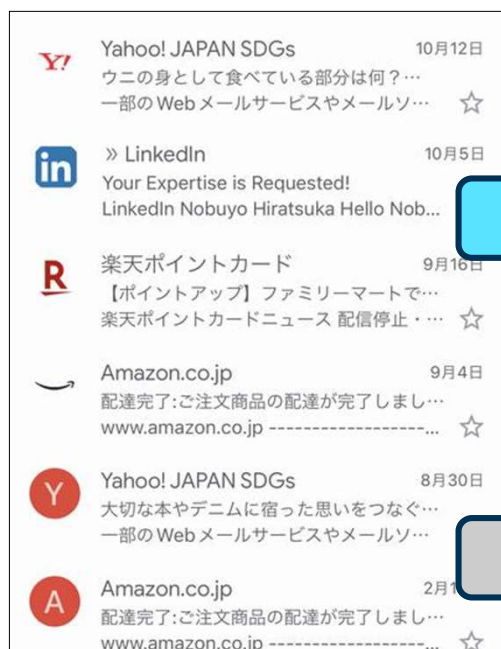 Y!
Yahoo! JAPAN SDGs 10月12日
ウニの身として食べている部分は何？…
一部のWebメールサービスやメールソ…
in
» LinkedIn 10月5日
Your Expertise is Requested!
LinkedIn Nobuyo Hiratsuka Hello Nob...
R
楽天ポイントカード 9月16日
【ポイントアップ】ファミリーマートで…
楽天ポイントカードニュース 配信停止・…
Amazon.co.jp 9月4日
配達完了:ご注文商品の配達が完了しまし…
www.amazon.co.jp ------------------...
Y
Yahoo! JAPAN SDGs 8月30日
大切な本やデニムに宿った思いをつなぐ…
一部のWebメールサービスやメールソ…
A
Amazon.co.jp 2月
配達完了:ご注文商品の配達が完了しまし…
www.amazon.co.jp ------------------...